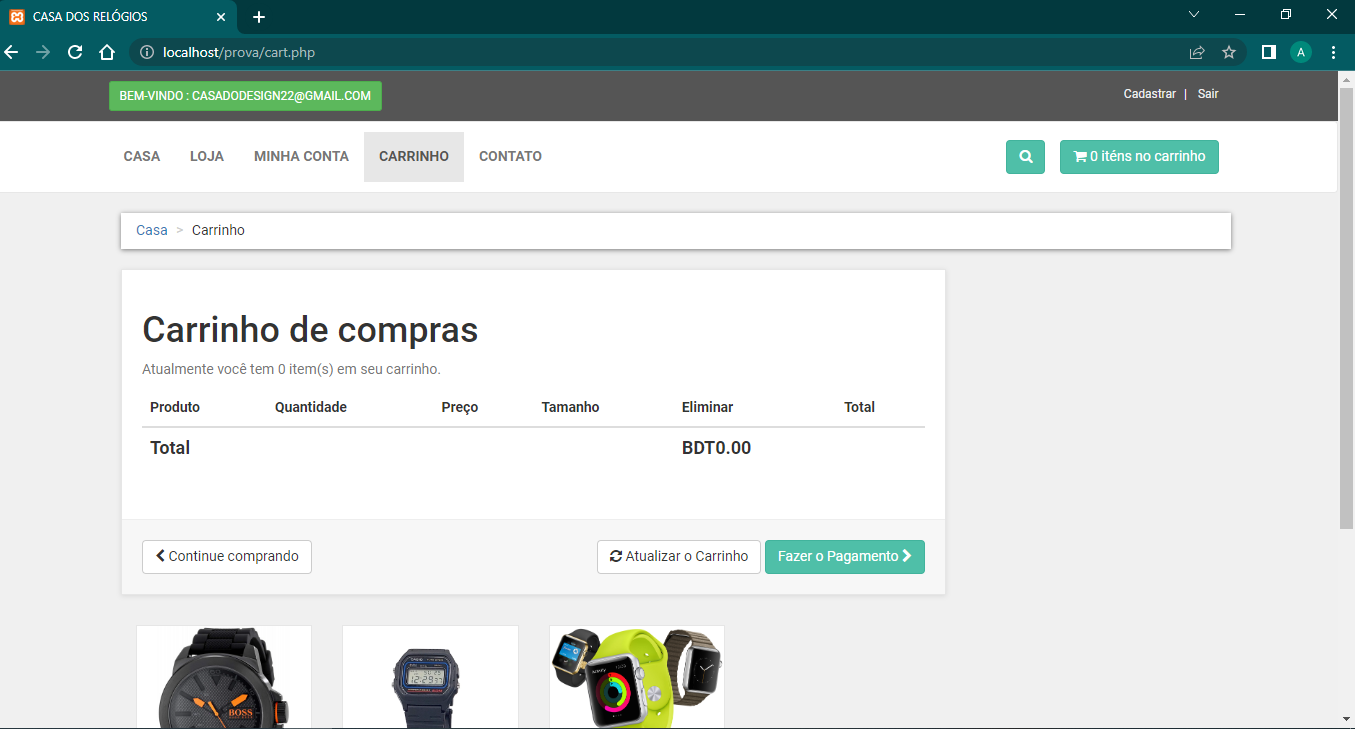 CASA DOS RELÓGIOS
localhost/prova/cart.php
A
BEM-VINDO : CASADODESIGN22@GMAIL.COM
Cadastrar | Sair
CASA LOJA MINHA CONTA CARRINHO CONTATO
0 iténs no carrinho
Casa > Carrinho
Carrinho de compras
Atualmente você tem 0 item(s) em seu carrinho.
Produto Quantidade Preço Tamanho Eliminar Total
Total BDT0.00
Continue comprando
Atualizar o Carrinho
Fazer o Pagamento
BOSS
CASIO